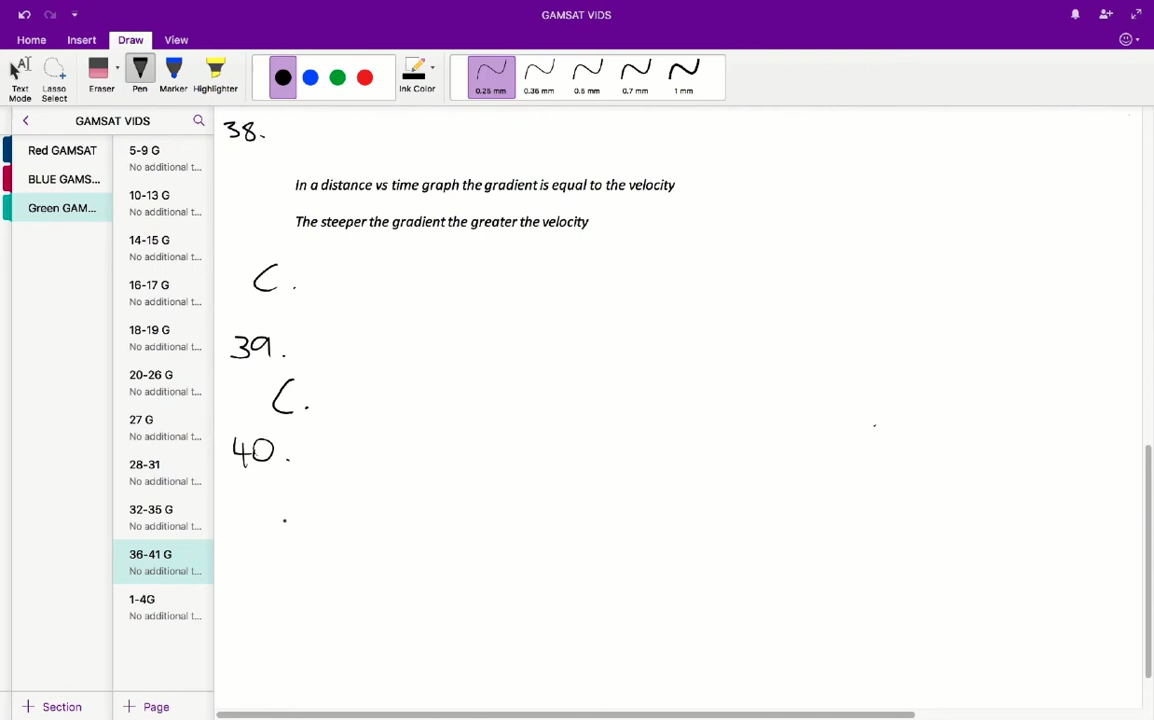 GAMSAT VIDS
Home Insert Draw View
Text Mode
Lasso Select
Eraser
Pen
Marker
Highlighter
Ink Color
0.25 mm
0.35 mm
0.5 mm
0.7 mm
1 mm
GAMSAT VIDS
Red GAMSAT
BLUE GAMS...
Green GAM...
5-9 G
No additional t...
10-13 G
No additional t...
14-15 G
No additional t...
16-17 G
No additional t...
18-19 G
No additional t...
20-26 G
No additional t...
27 G
No additional t...
28-31
No additional t...
32-35 G
No additional t...
36-41 G
No additional t...
1-4G
No additional t...
+ Section
+ Page
38.
In a distance vs time graph the gradient is equal to the velocity
The steeper the gradient the greater the velocity
C.
39.
C.
40.